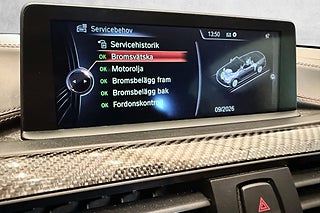 Servicebehov
13:50
Servicehistorik
OK Bromsvätska
OK Motorolja
OK Bromsbelägg fram
OK Bromsbelägg bak
OK Fordonskontroll
09/2026